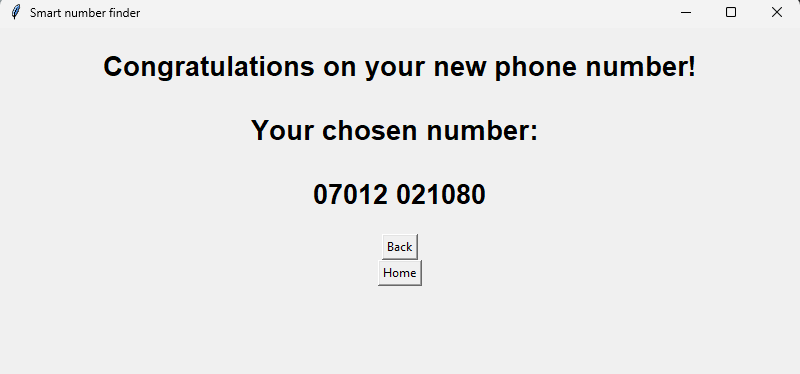 Smart number finder
Congratulations on your new phone number!
Your chosen number:
07012 021080
Back
Home